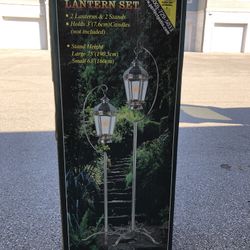 LANTERN SET
• 2 Lanterns & 2 Stands
• Holds 3"(7.6cm)Candles
(not included)
• Stand Height
Large 75"(190.5cm)
Small 63"(160cm)